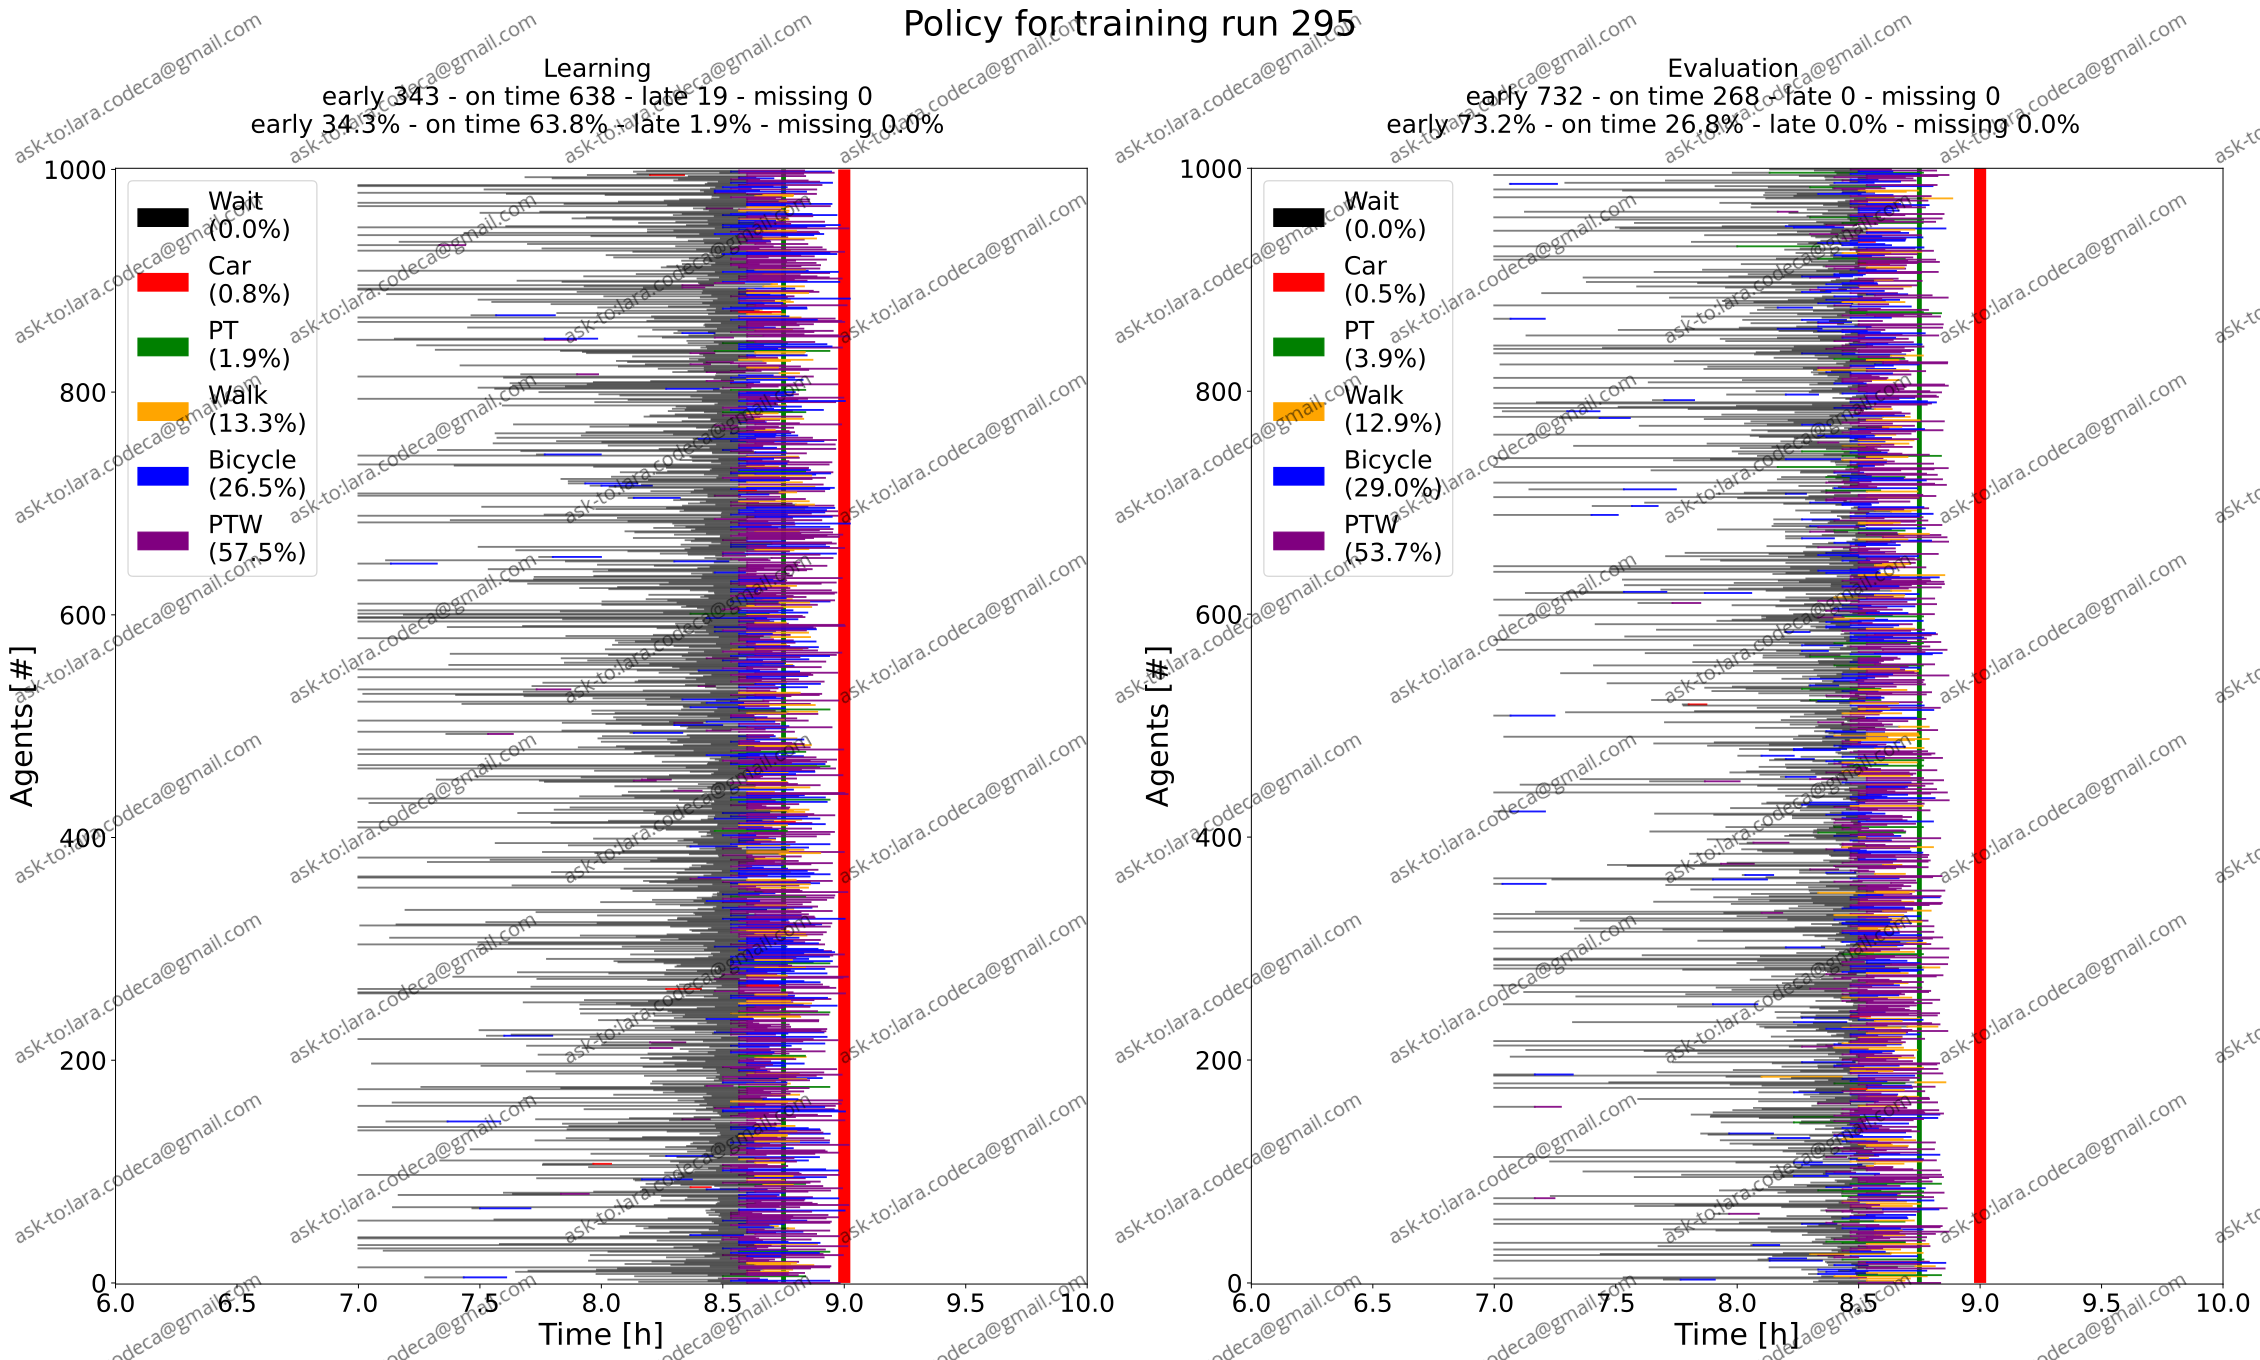 Policy for training run 295
Learning
early 343 - on time 638 - late 19 - missing 0
early 34.3% - on time 63.8% - late 1.9% - missing 0.0%
1000
800
600
400
200
0
Agents [#]
Wait
(0.0%)
Car
(0.8%)
PT
(1.9%)
Walk
(13.3%)
Bicycle
(26.5%)
PTW
(57.5%)
6.0 6.5 7.0 7.5 8.0 8.5 9.0 9.5 10.0
Time [h]
Evaluation
early 732 - on time 268 - late 0 - missing 0
early 73.2% - on time 26.8% - late 0.0% - missing 0.0%
1000
800
600
400
200
0
Agents [#]
Wait
(0.0%)
Car
(0.5%)
PT
(3.9%)
Walk
(12.9%)
Bicycle
(29.0%)
PTW
(53.7%)
6.0 6.5 7.0 7.5 8.0 8.5 9.0 9.5 10.0
Time [h]
ask-to:lara.codeca@gmail.com